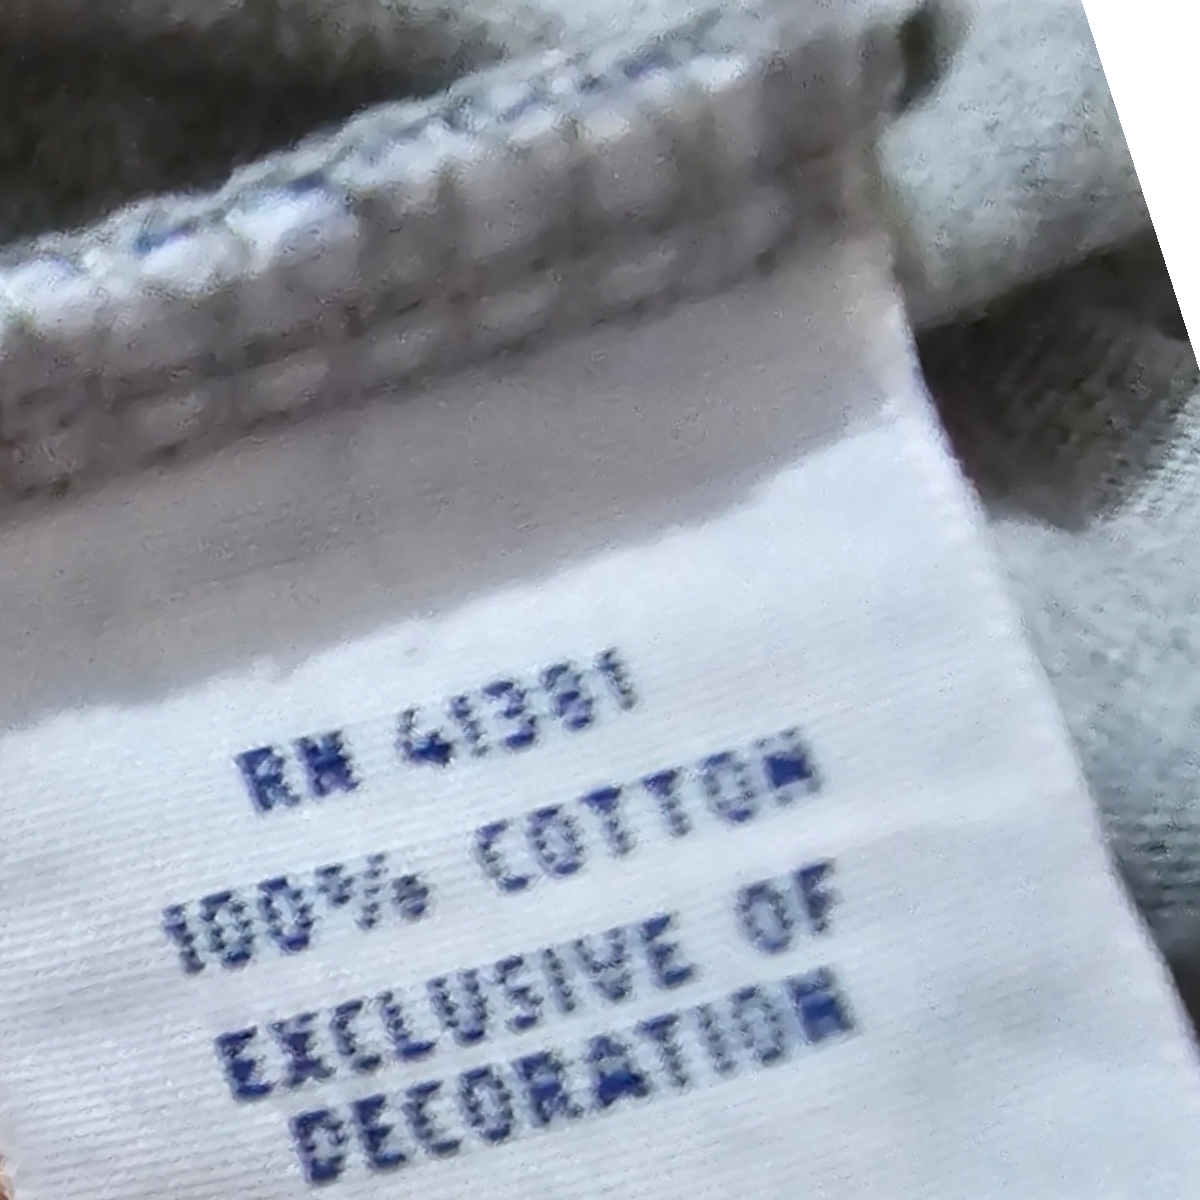 RN 41381
100% COTTON
EXCLUSIVE OF
DECORATION